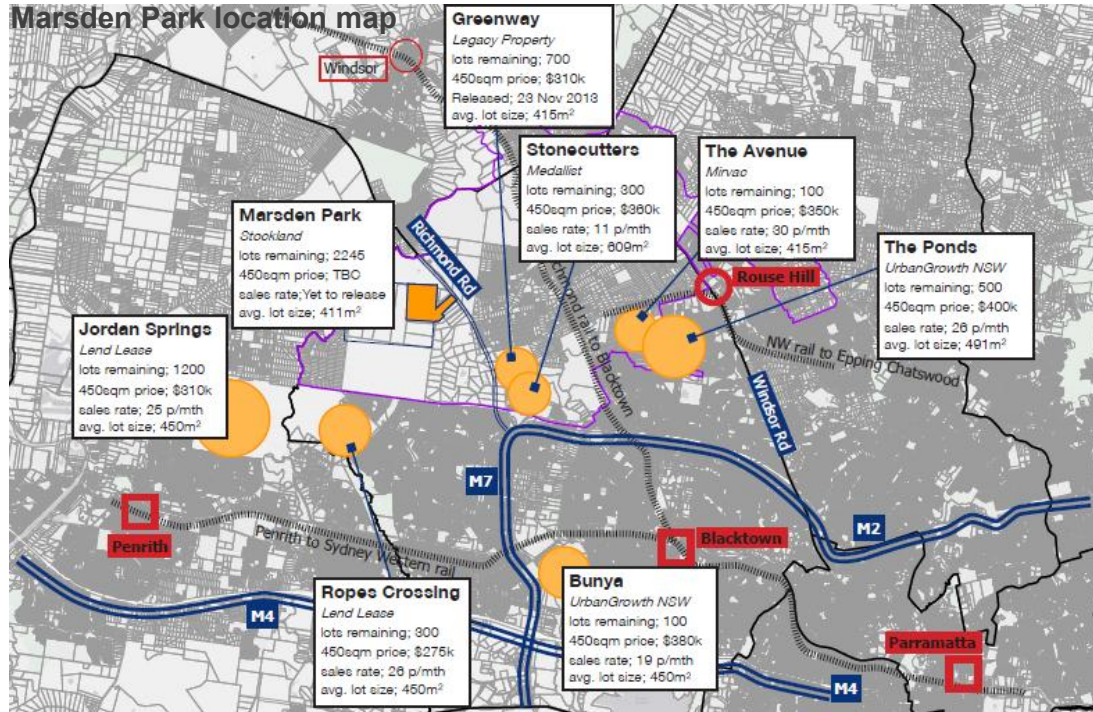 Marsden Park location map
Windsor
Greenway
Legacy Property
lots remaining; 700
450sqm price; $310k
Released; 23 Nov 2013
avg. lot size; 415m²
Stonecutters
Medallist
lots remaining; 300
450sqm price; $360k
sales rate; 11 p/mth
avg. lot size; 609m²
The Avenue
Mirvac
lots remaining; 100
450sqm price; $350k
sales rate; 30 p/mth
avg. lot size; 415m²
Marsden Park
Stockland
lots remaining; 2245
450sqm price; TBC
sales rate;Yet to release
avg. lot size; 411m²
Richmond Rd
The Ponds
UrbanGrowth NSW
lots remaining; 500
450sqm price; $400k
sales rate; 26 p/mth
avg. lot size; 491m²
Rouse Hill
Jordan Springs
Lend Lease
lots remaining; 1200
450sqm price; $310k
sales rate; 25 p/mth
avg. lot size; 450m²
rail to Blacktown
NW rail to Epping Chatswood
Windsor Rd
M7
M2
Penrith
Penrith to Sydney Western rail
Blacktown
Ropes Crossing
Lend Lease
lots remaining; 300
450sqm price; $275k
sales rate; 26 p/mth
avg. lot size; 450m²
Bunya
UrbanGrowth NSW
lots remaining; 100
450sqm price; $380k
sales rate; 19 p/mth
avg. lot size; 450m²
M4
Parramatta
M4